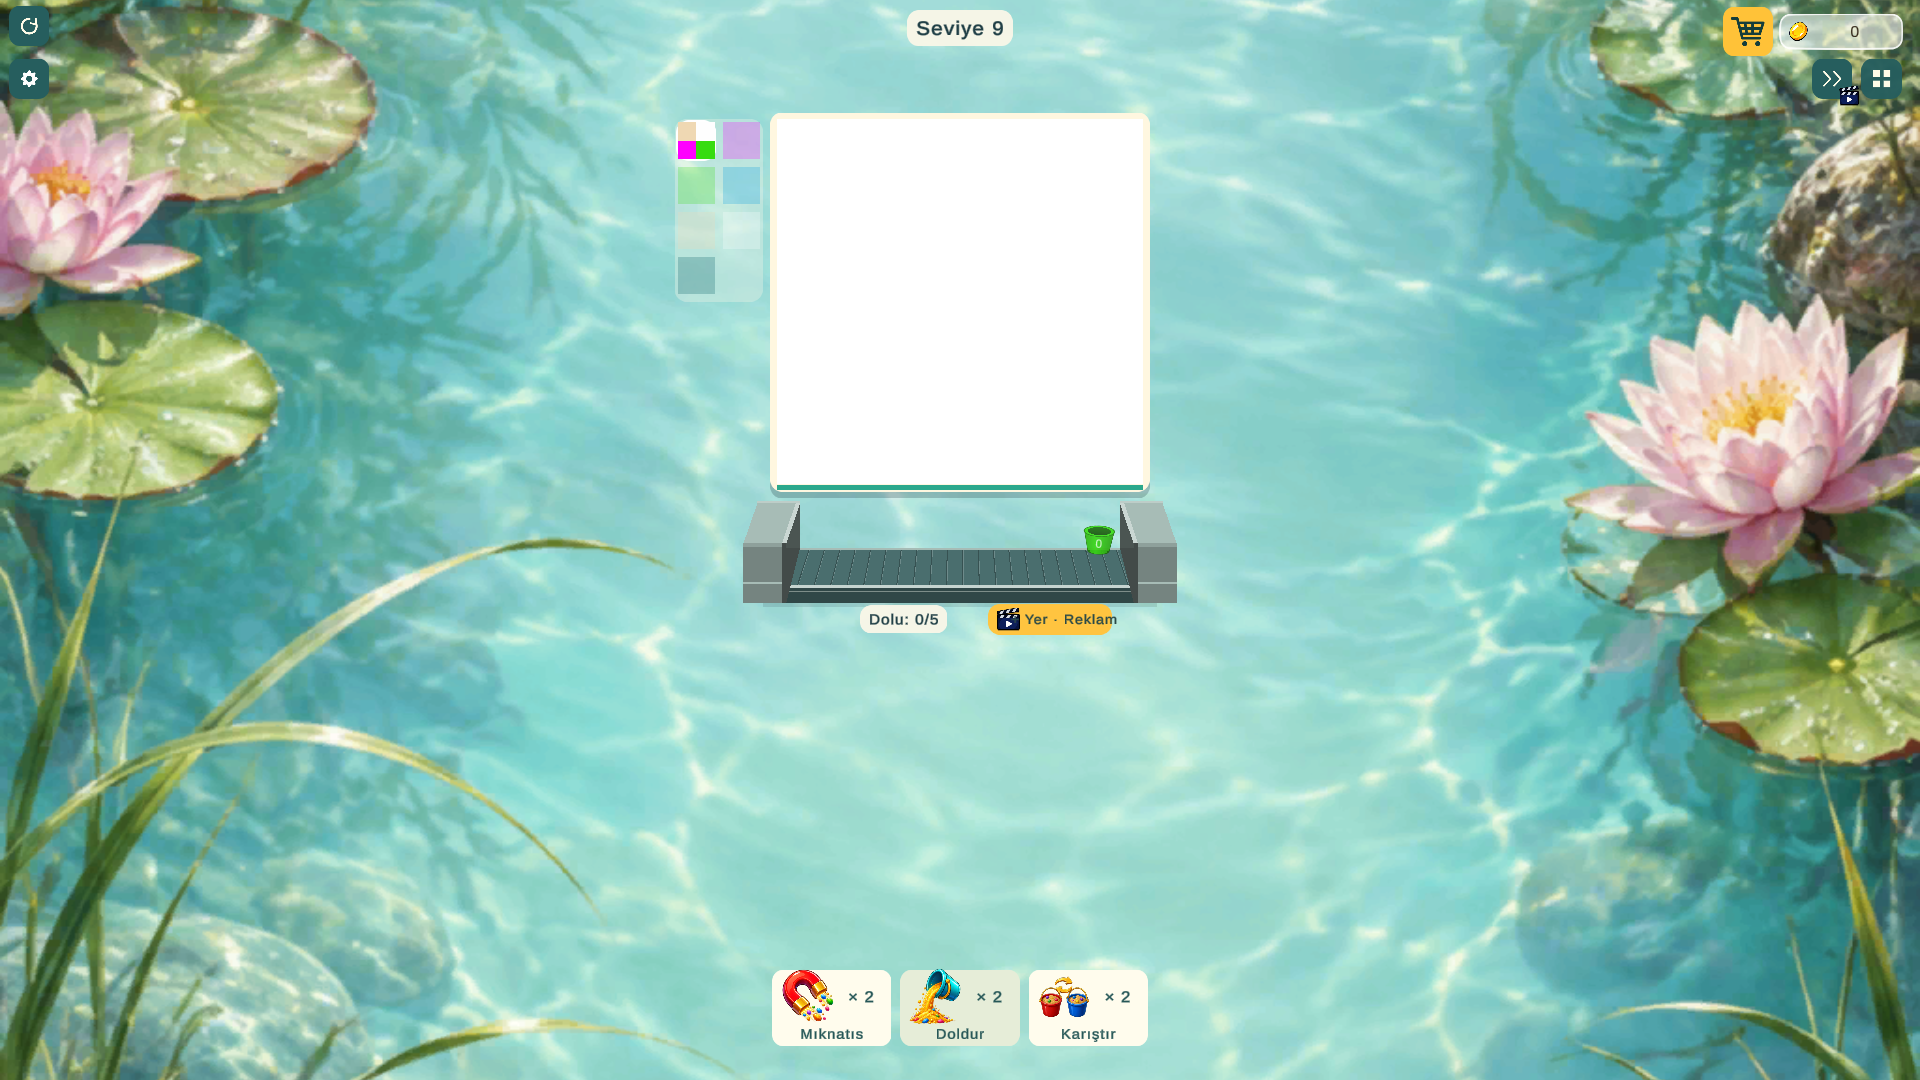 Seviye 9
0
0
Dolu: 0/5
Yer · Reklam
× 2
× 2
× 2
Mıknatıs
Doldur
Karıştır